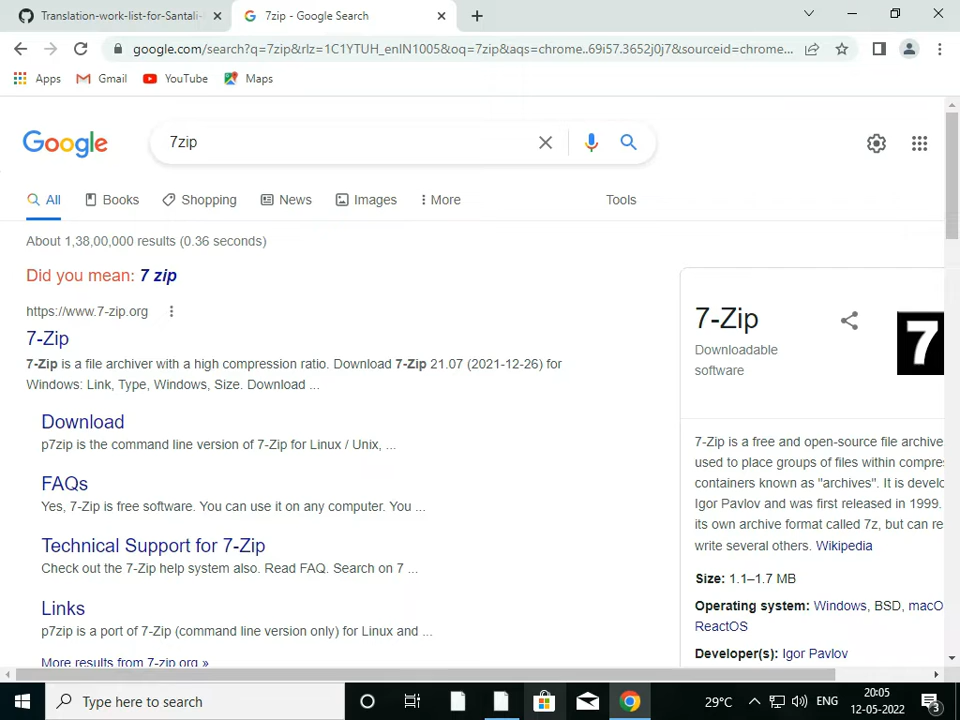 Translation-work-list-for-Santali-
7zip - Google Search
google.com/search?q=7zip&rlz=1C1YTUH_enIN1005&oq=7zip&aqs=chrome..69i57.3652j0j7&sourceid=chrome...
Apps
Gmail
YouTube
Maps
Google
7zip
All
Books
Shopping
News
Images
More
Tools
About 1,38,00,000 results (0.36 seconds)
Did you mean: 7 zip
https://www.7-zip.org
7-Zip
7-Zip is a file archiver with a high compression ratio. Download 7-Zip 21.07 (2021-12-26) for
Windows: Link, Type, Windows, Size. Download ...
Download
p7zip is the command line version of 7-Zip for Linux / Unix, ...
FAQs
Yes, 7-Zip is free software. You can use it on any computer. You ...
Technical Support for 7-Zip
Check out the 7-Zip help system also. Read FAQ. Search on 7 ...
Links
p7zip is a port of 7-Zip (command line version only) for Linux and ...
More results from 7-zip.org »
7-Zip
Downloadable
software
7
7-Zip is a free and open-source file archive
used to place groups of files within compre
containers known as "archives". It is develo
Igor Pavlov and was first released in 1999.
its own archive format called 7z, but can re
write several others. Wikipedia
Size: 1.1–1.7 MB
Operating system: Windows, BSD, macO
ReactOS
Developer(s): Igor Pavlov
Type here to search
29°C
ENG
20:05
12-05-2022
3